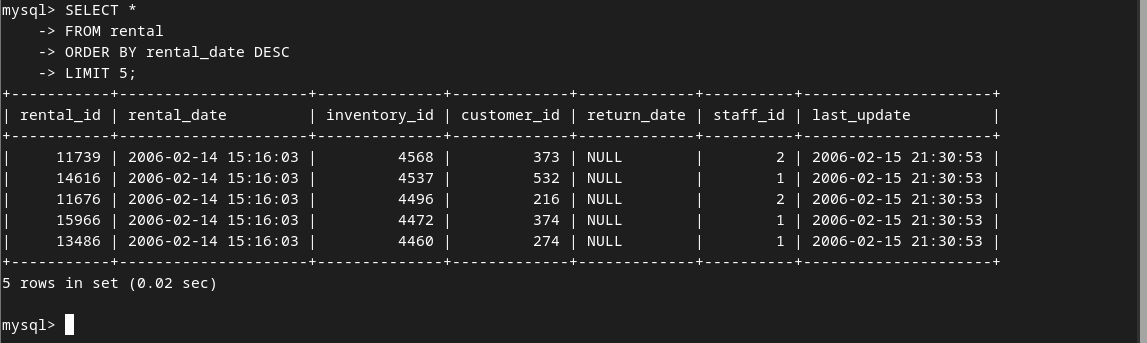 mysql> SELECT *
    -> FROM rental
    -> ORDER BY rental_date DESC
    -> LIMIT 5;
+-----------+---------------------+--------------+-------------+-------------+----------+---------------------+
| rental_id | rental_date         | inventory_id | customer_id | return_date | staff_id | last_update         |
+-----------+---------------------+--------------+-------------+-------------+----------+---------------------+
|     11739 | 2006-02-14 15:16:03 |         4568 |         373 | NULL        |        2 | 2006-02-15 21:30:53 |
|     14616 | 2006-02-14 15:16:03 |         4537 |         532 | NULL        |        1 | 2006-02-15 21:30:53 |
|     11676 | 2006-02-14 15:16:03 |         4496 |         216 | NULL        |        2 | 2006-02-15 21:30:53 |
|     15966 | 2006-02-14 15:16:03 |         4472 |         374 | NULL        |        1 | 2006-02-15 21:30:53 |
|     13486 | 2006-02-14 15:16:03 |         4460 |         274 | NULL        |        1 | 2006-02-15 21:30:53 |
+-----------+---------------------+--------------+-------------+-------------+----------+---------------------+
5 rows in set (0.02 sec)
mysql>